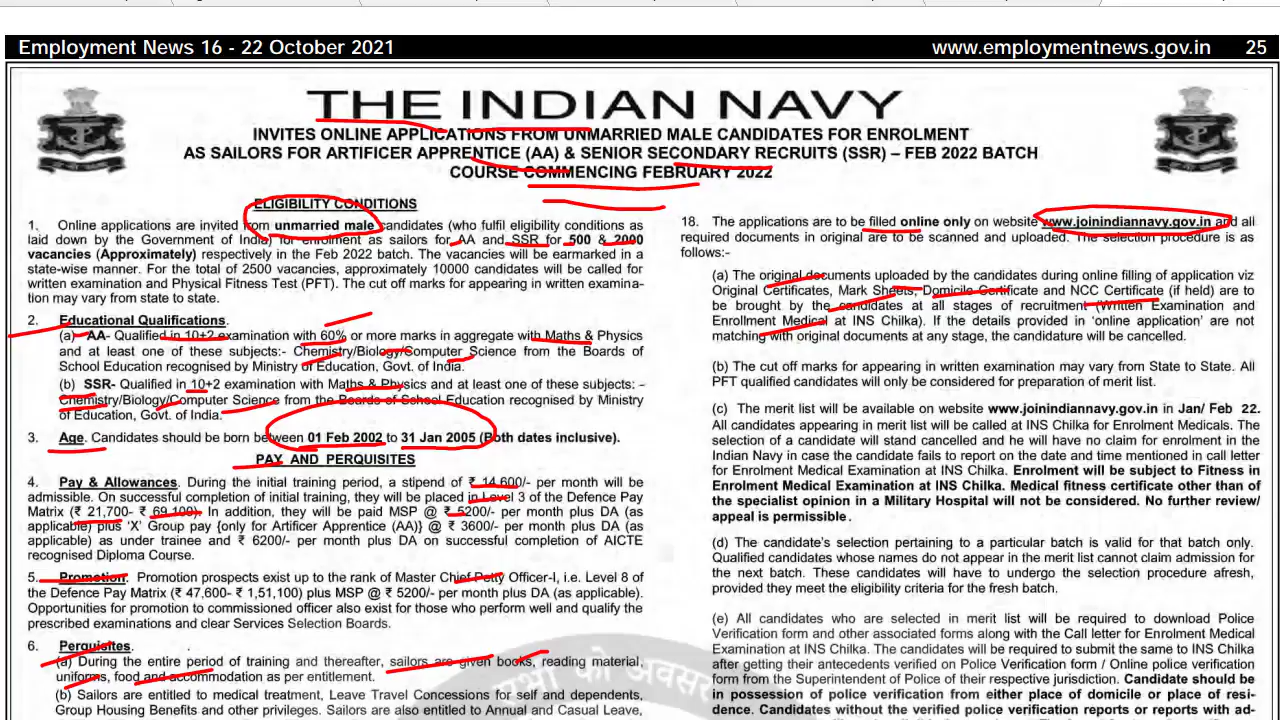 Employment News 16 - 22 October 2021
www.employmentnews.gov.in 25
THE INDIAN NAVY
INVITES ONLINE APPLICATIONS FROM UNMARRIED MALE CANDIDATES FOR ENROLMENT
AS SAILORS FOR ARTIFICER APPRENTICE (AA) & SENIOR SECONDARY RECRUITS (SSR) – FEB 2022 BATCH
COURSE COMMENCING FEBRUARY 2022
ELIGIBILITY CONDITIONS
1. Online applications are invited from unmarried male candidates (who fulfil eligibility conditions as
laid down by the Government of India) for enrolment as sailors for AA and SSR for 500 & 2000
vacancies (Approximately) respectively in the Feb 2022 batch. The vacancies will be earmarked in a
state-wise manner. For the total of 2500 vacancies, approximately 10000 candidates will be called for
written examination and Physical Fitness Test (PFT). The cut off marks for appearing in written examina-
tion may vary from state to state.
2. Educational Qualifications.
(a) AA- Qualified in 10+2 examination with 60% or more marks in aggregate with Maths & Physics
and at least one of these subjects:- Chemistry/Biology/Computer Science from the Boards of
School Education recognised by Ministry of Education, Govt. of India.
(b) SSR- Qualified in 10+2 examination with Maths & Physics and at least one of these subjects: –
Chemistry/Biology/Computer Science from the Boards of School Education recognised by Ministry
of Education, Govt. of India.
3. Age. Candidates should be born between 01 Feb 2002 to 31 Jan 2005 (Both dates inclusive).
PAY AND PERQUISITES
4. Pay & Allowances. During the initial training period, a stipend of ₹ 14,600/- per month will be
admissible. On successful completion of initial training, they will be placed in Level 3 of the Defence Pay
Matrix (₹ 21,700- ₹ 69,100). In addition, they will be paid MSP @ ₹ 5200/- per month plus DA (as
applicable) plus 'X' Group pay {only for Artificer Apprentice (AA)} @ ₹ 3600/- per month plus DA (as
applicable) as under trainee and ₹ 6200/- per month plus DA on successful completion of AICTE
recognised Diploma Course.
5. Promotion. Promotion prospects exist up to the rank of Master Chief Petty Officer-I, i.e. Level 8 of
the Defence Pay Matrix (₹ 47,600- ₹ 1,51,100) plus MSP @ ₹ 5200/- per month plus DA (as applicable).
Opportunities for promotion to commissioned officer also exist for those who perform well and qualify the
prescribed examinations and clear Services Selection Boards.
6. Perquisites.
(a) During the entire period of training and thereafter, sailors are given books, reading material,
uniforms, food and accommodation as per entitlement.
(b) Sailors are entitled to medical treatment, Leave Travel Concessions for self and dependents,
Group Housing Benefits and other privileges. Sailors are also entitled to Annual and Casual Leave,
18. The applications are to be filled online only on website www.joinindiannavy.gov.in and all
required documents in original are to be scanned and uploaded. The selection procedure is as
follows:-
(a) The original documents uploaded by the candidates during online filling of application viz
Original Certificates, Mark Sheets, Domicile Certificate and NCC Certificate (if held) are to
be brought by the candidates at all stages of recruitment (Written Examination and
Enrollment Medical at INS Chilka). If the details provided in 'online application' are not
matching with original documents at any stage, the candidature will be cancelled.
(b) The cut off marks for appearing in written examination may vary from State to State. All
PFT qualified candidates will only be considered for preparation of merit list.
(c) The merit list will be available on website www.joinindiannavy.gov.in in Jan/ Feb 22.
All candidates appearing in merit list will be called at INS Chilka for Enrolment Medicals. The
selection of a candidate will stand cancelled and he will have no claim for enrolment in the
Indian Navy in case the candidate fails to report on the date and time mentioned in call letter
for Enrolment Medical Examination at INS Chilka. Enrolment will be subject to Fitness in
Enrolment Medical Examination at INS Chilka. Medical fitness certificate other than of
the specialist opinion in a Military Hospital will not be considered. No further review/
appeal is permissible.
(d) The candidate's selection pertaining to a particular batch is valid for that batch only.
Qualified candidates whose names do not appear in the merit list cannot claim admission for
the next batch. These candidates will have to undergo the selection procedure afresh,
provided they meet the eligibility criteria for the fresh batch.
(e) All candidates who are selected in merit list will be required to download Police
Verification form and other associated forms along with the Call letter for Enrolment Medical
Examination at INS Chilka. The candidates will be required to submit the same to INS Chilka
after getting their antecedents verified on Police Verification form / Online police verification
form from the Superintendent of Police of their respective jurisdiction. Candidate should be
in possession of police verification from either place of domicile or place of resi-
dence. Candidates without the verified police verification reports or reports with ad-